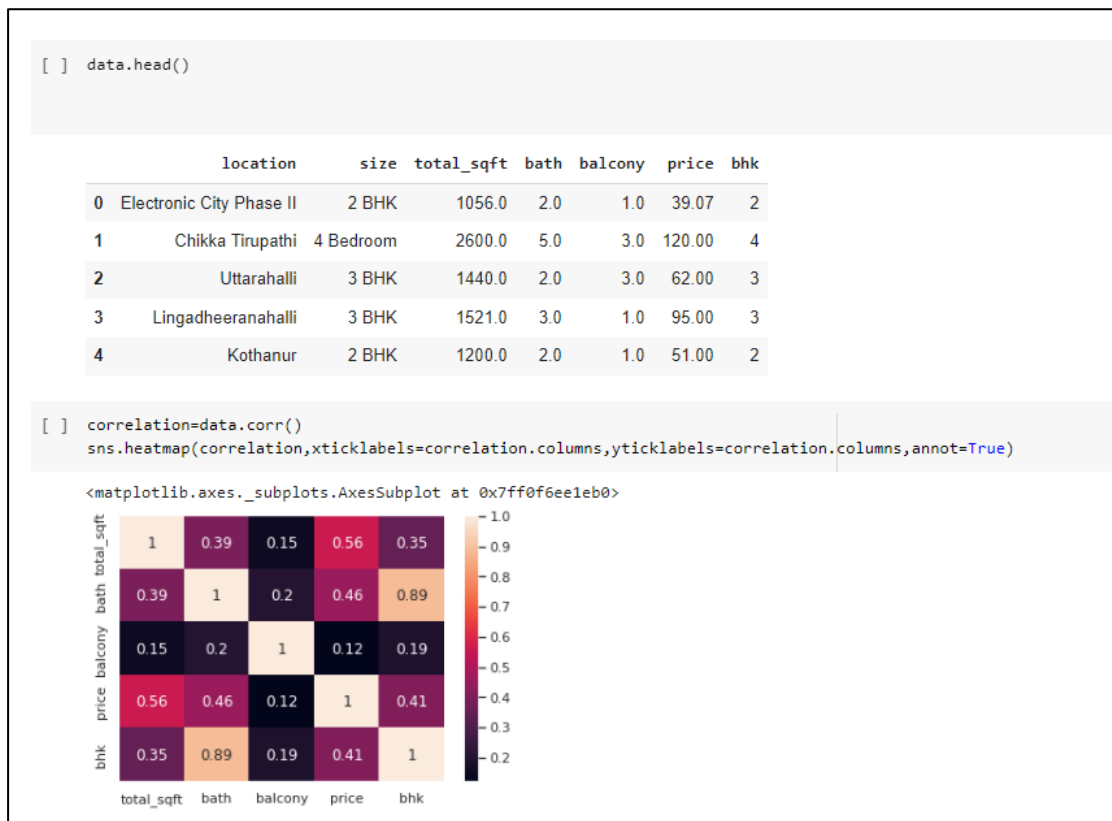 [ ] data.head()
location size total_sqft bath balcony price bhk
0 Electronic City Phase II 2 BHK 1056.0 2.0 1.0 39.07 2
1 Chikka Tirupathi 4 Bedroom 2600.0 5.0 3.0 120.00 4
2 Uttarahalli 3 BHK 1440.0 2.0 3.0 62.00 3
3 Lingadheeranahalli 3 BHK 1521.0 3.0 1.0 95.00 3
4 Kothanur 2 BHK 1200.0 2.0 1.0 51.00 2
[ ] correlation=data.corr()
sns.heatmap(correlation,xticklabels=correlation.columns,yticklabels=correlation.columns,annot=True)
<matplotlib.axes._subplots.AxesSubplot at 0x7ff0f6ee1eb0>
total_sqft 1 0.39 0.15 0.56 0.35
bath 0.39 1 0.2 0.46 0.89
balcony 0.15 0.2 1 0.12 0.19
price 0.56 0.46 0.12 1 0.41
bhk 0.35 0.89 0.19 0.41 1
total_sqft bath balcony price bhk
1.0
0.9
0.8
0.7
0.6
0.5
0.4
0.3
0.2